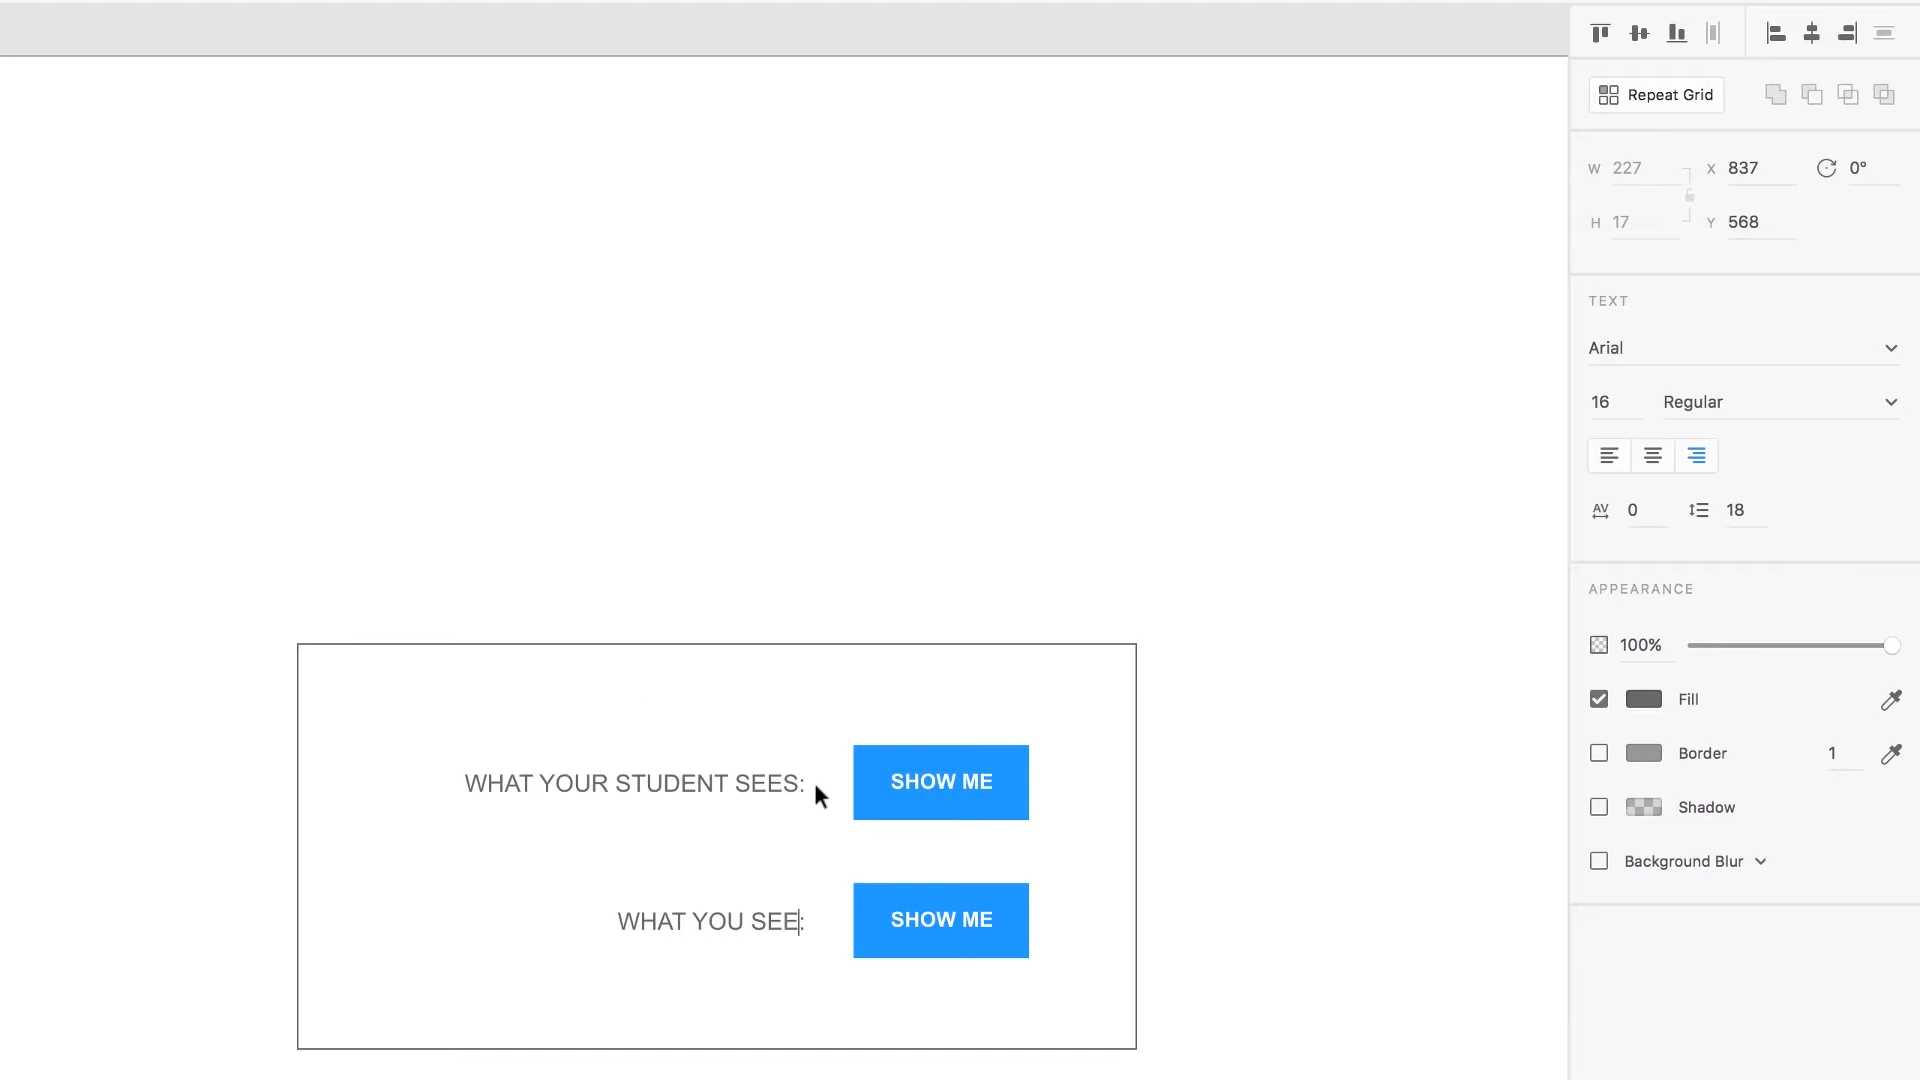 Repeat Grid
W 227 X 837 0°
H 17 Y 568
TEXT
Arial
16 Regular
AV 0 18
APPEARANCE
100%
Fill
Border 1
Shadow
Background Blur
WHAT YOUR STUDENT SEES: SHOW ME
WHAT YOU SEE: SHOW ME